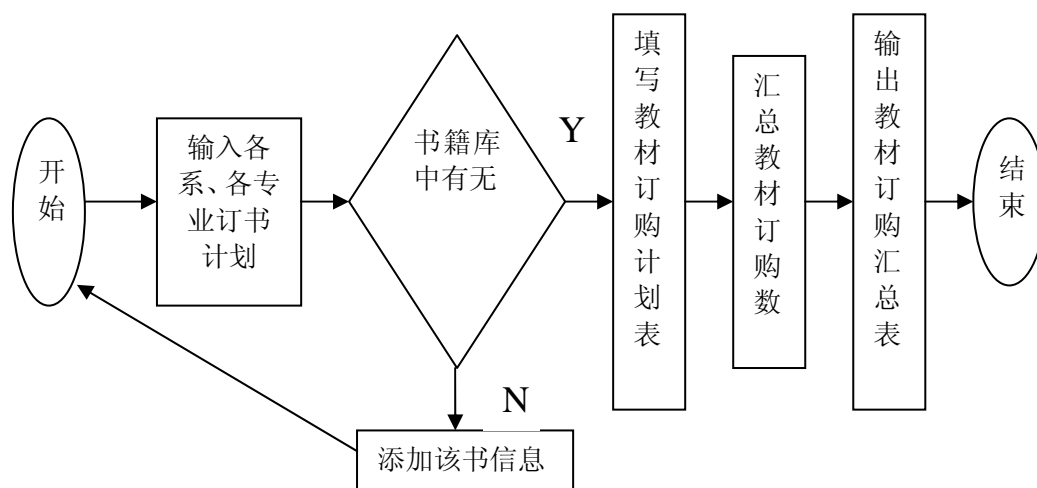 开始
输入各
系、各专
业订书
计划
书籍库
中有无
Y
填写教材订购计划表
汇总教材订购数
输出教材订购汇总表
结束
N
添加该书信息